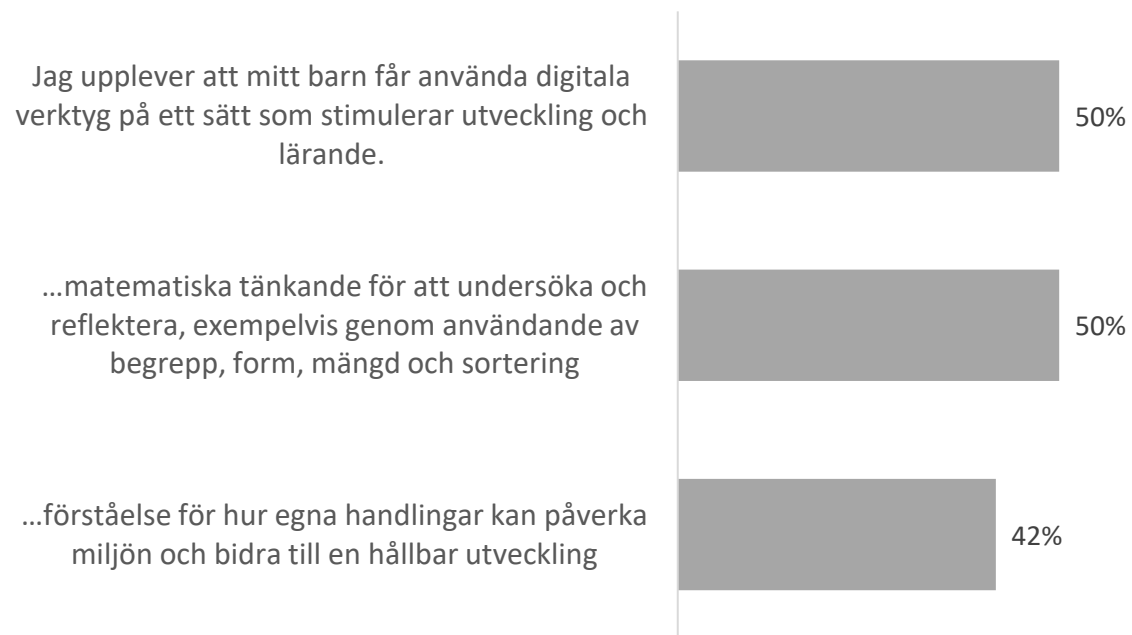 Jag upplever att mitt barn får använda digitala
verktyg på ett sätt som stimulerar utveckling och
lärande.
50%
…matematiska tänkande för att undersöka och
reflektera, exempelvis genom användande av
begrepp, form, mängd och sortering
50%
…förståelse för hur egna handlingar kan påverka
miljön och bidra till en hållbar utveckling
42%